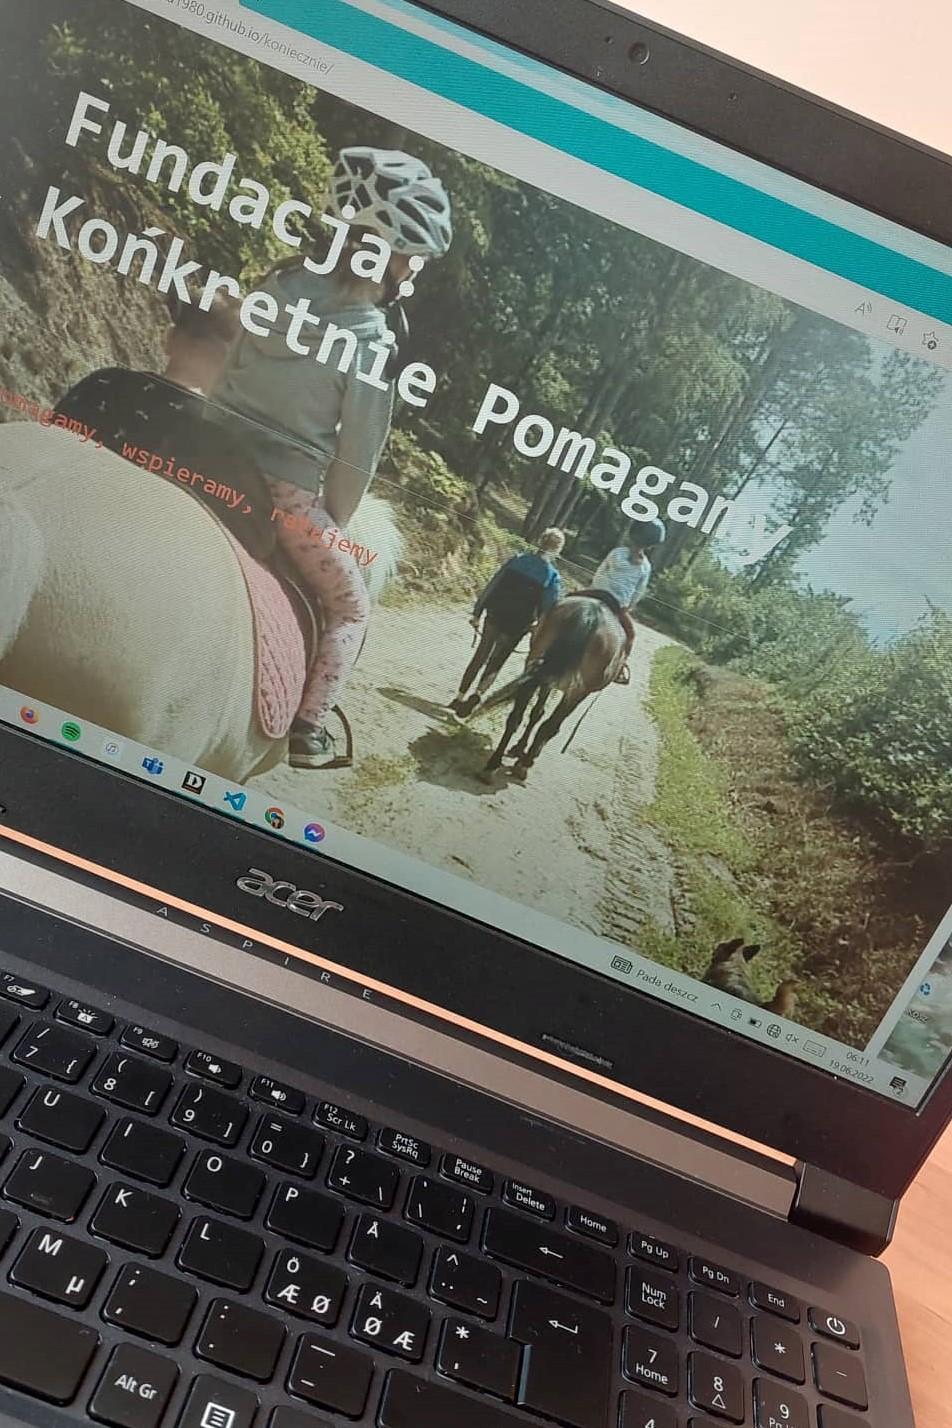 1980.github.io/koniecznie/
Fundacja:
Końkretnie Pomagamy
omagamy, wspieramy, ratujemy
acer
ASPIRE
Pada deszcz
06:11
19.06.2022
F7
F8
F9
F10
F11
F12 Scr Lk
PrtSc SysRq
Pause Break
Insert Delete
Home
Pg Up
Pg Dn
End
/ 7 {
( 8 [
) 9 ]
= 0 }
? + \
U I O P Å ^ ¨ ~
Num Lock / * -
J K L Ö Æ Ø Ä Ø Æ * '
7 Home
8
9
M µ ; , : . _ -
4
Alt Gr